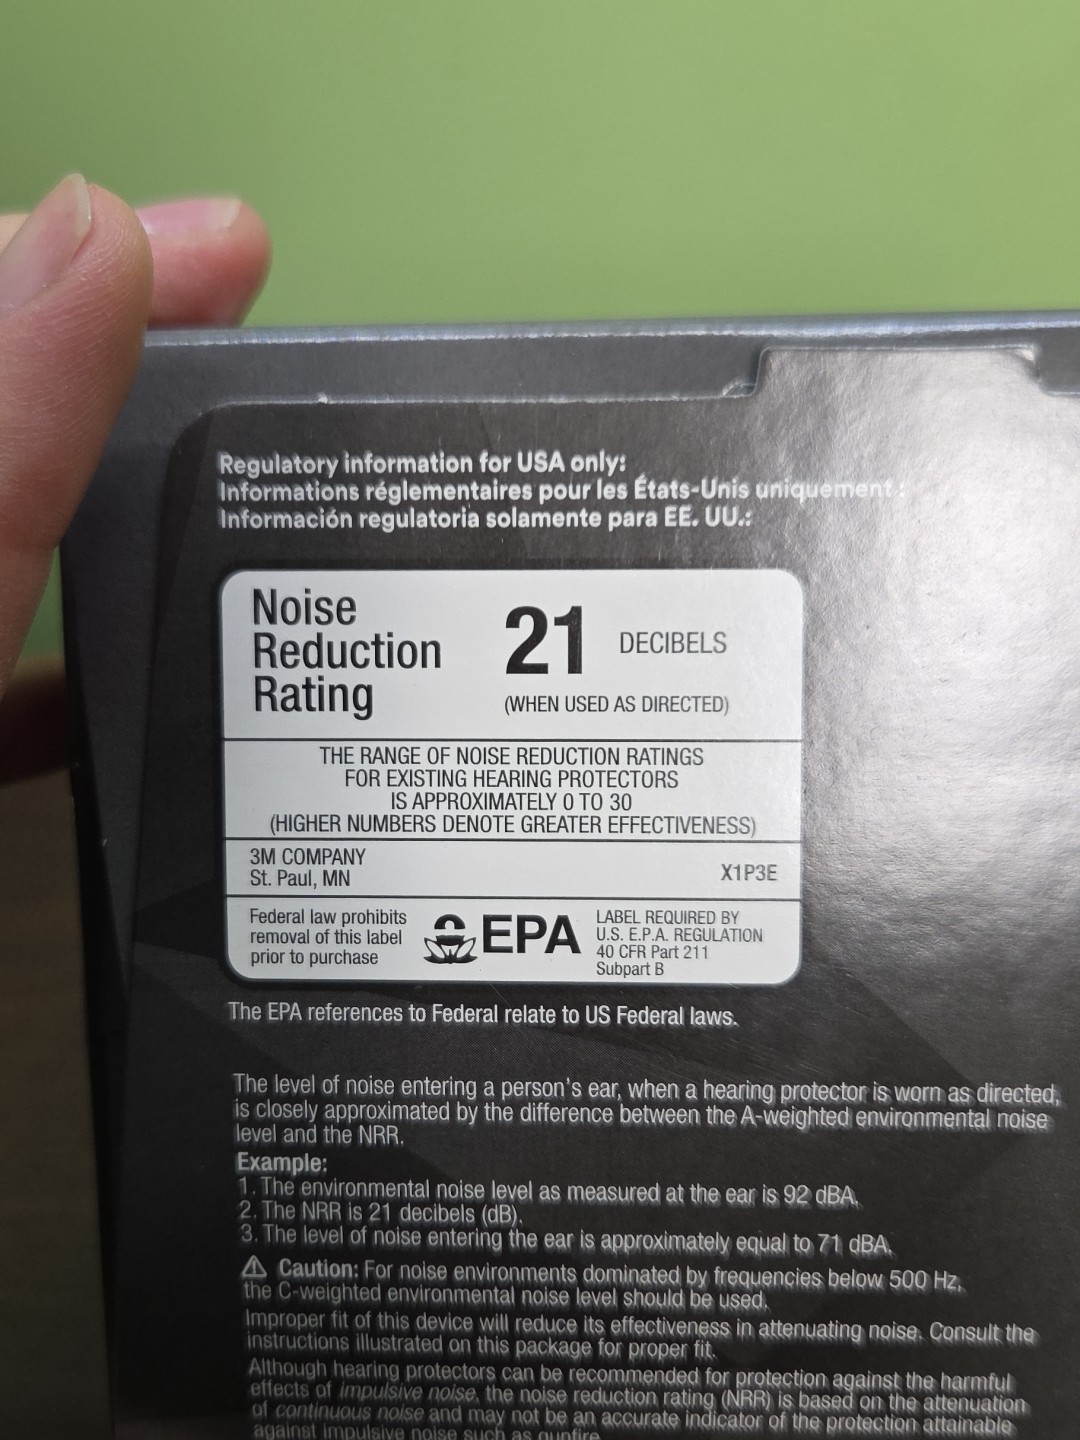 Regulatory information for USA only:
Informations réglementaires pour les États-Unis uniquement :
Información regulatoria solamente para EE. UU.:
Noise
Reduction
Rating
21 DECIBELS
(WHEN USED AS DIRECTED)
THE RANGE OF NOISE REDUCTION RATINGS
FOR EXISTING HEARING PROTECTORS
IS APPROXIMATELY 0 TO 30
(HIGHER NUMBERS DENOTE GREATER EFFECTIVENESS)
3M COMPANY
St. Paul, MN
X1P3E
Federal law prohibits
removal of this label
prior to purchase
EPA
LABEL REQUIRED BY
U.S. E.P.A. REGULATION
40 CFR Part 211
Subpart B
The EPA references to Federal relate to US Federal laws.
The level of noise entering a person's ear, when a hearing protector is worn as directed,
is closely approximated by the difference between the A-weighted environmental noise
level and the NRR.
Example:
1. The environmental noise level as measured at the ear is 92 dBA.
2. The NRR is 21 decibels (dB).
3. The level of noise entering the ear is approximately equal to 71 dBA.
Caution: For noise environments dominated by frequencies below 500 Hz,
the C-weighted environmental noise level should be used.
Improper fit of this device will reduce its effectiveness in attenuating noise. Consult the
instructions illustrated on this package for proper fit.
Although hearing protectors can be recommended for protection against the harmful
effects of impulsive noise, the noise reduction rating (NRR) is based on the attenuation
of continuous noise and may not be an accurate indicator of the protection attainable
against impulsive noise such as gunfire.